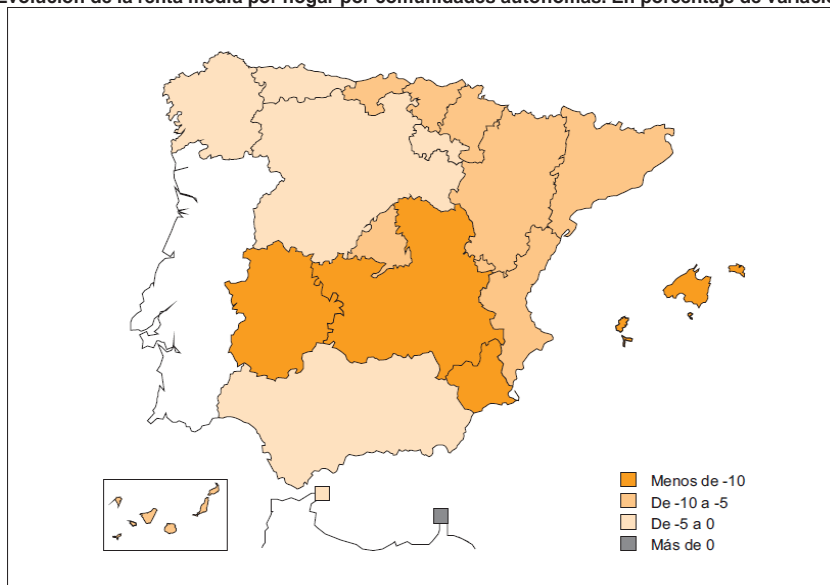 Evolución de la renta media por hogar por comunidades autónomas. En porcentaje de
Menos de -10
De -10 a -5
De -5 a 0
Más de 0